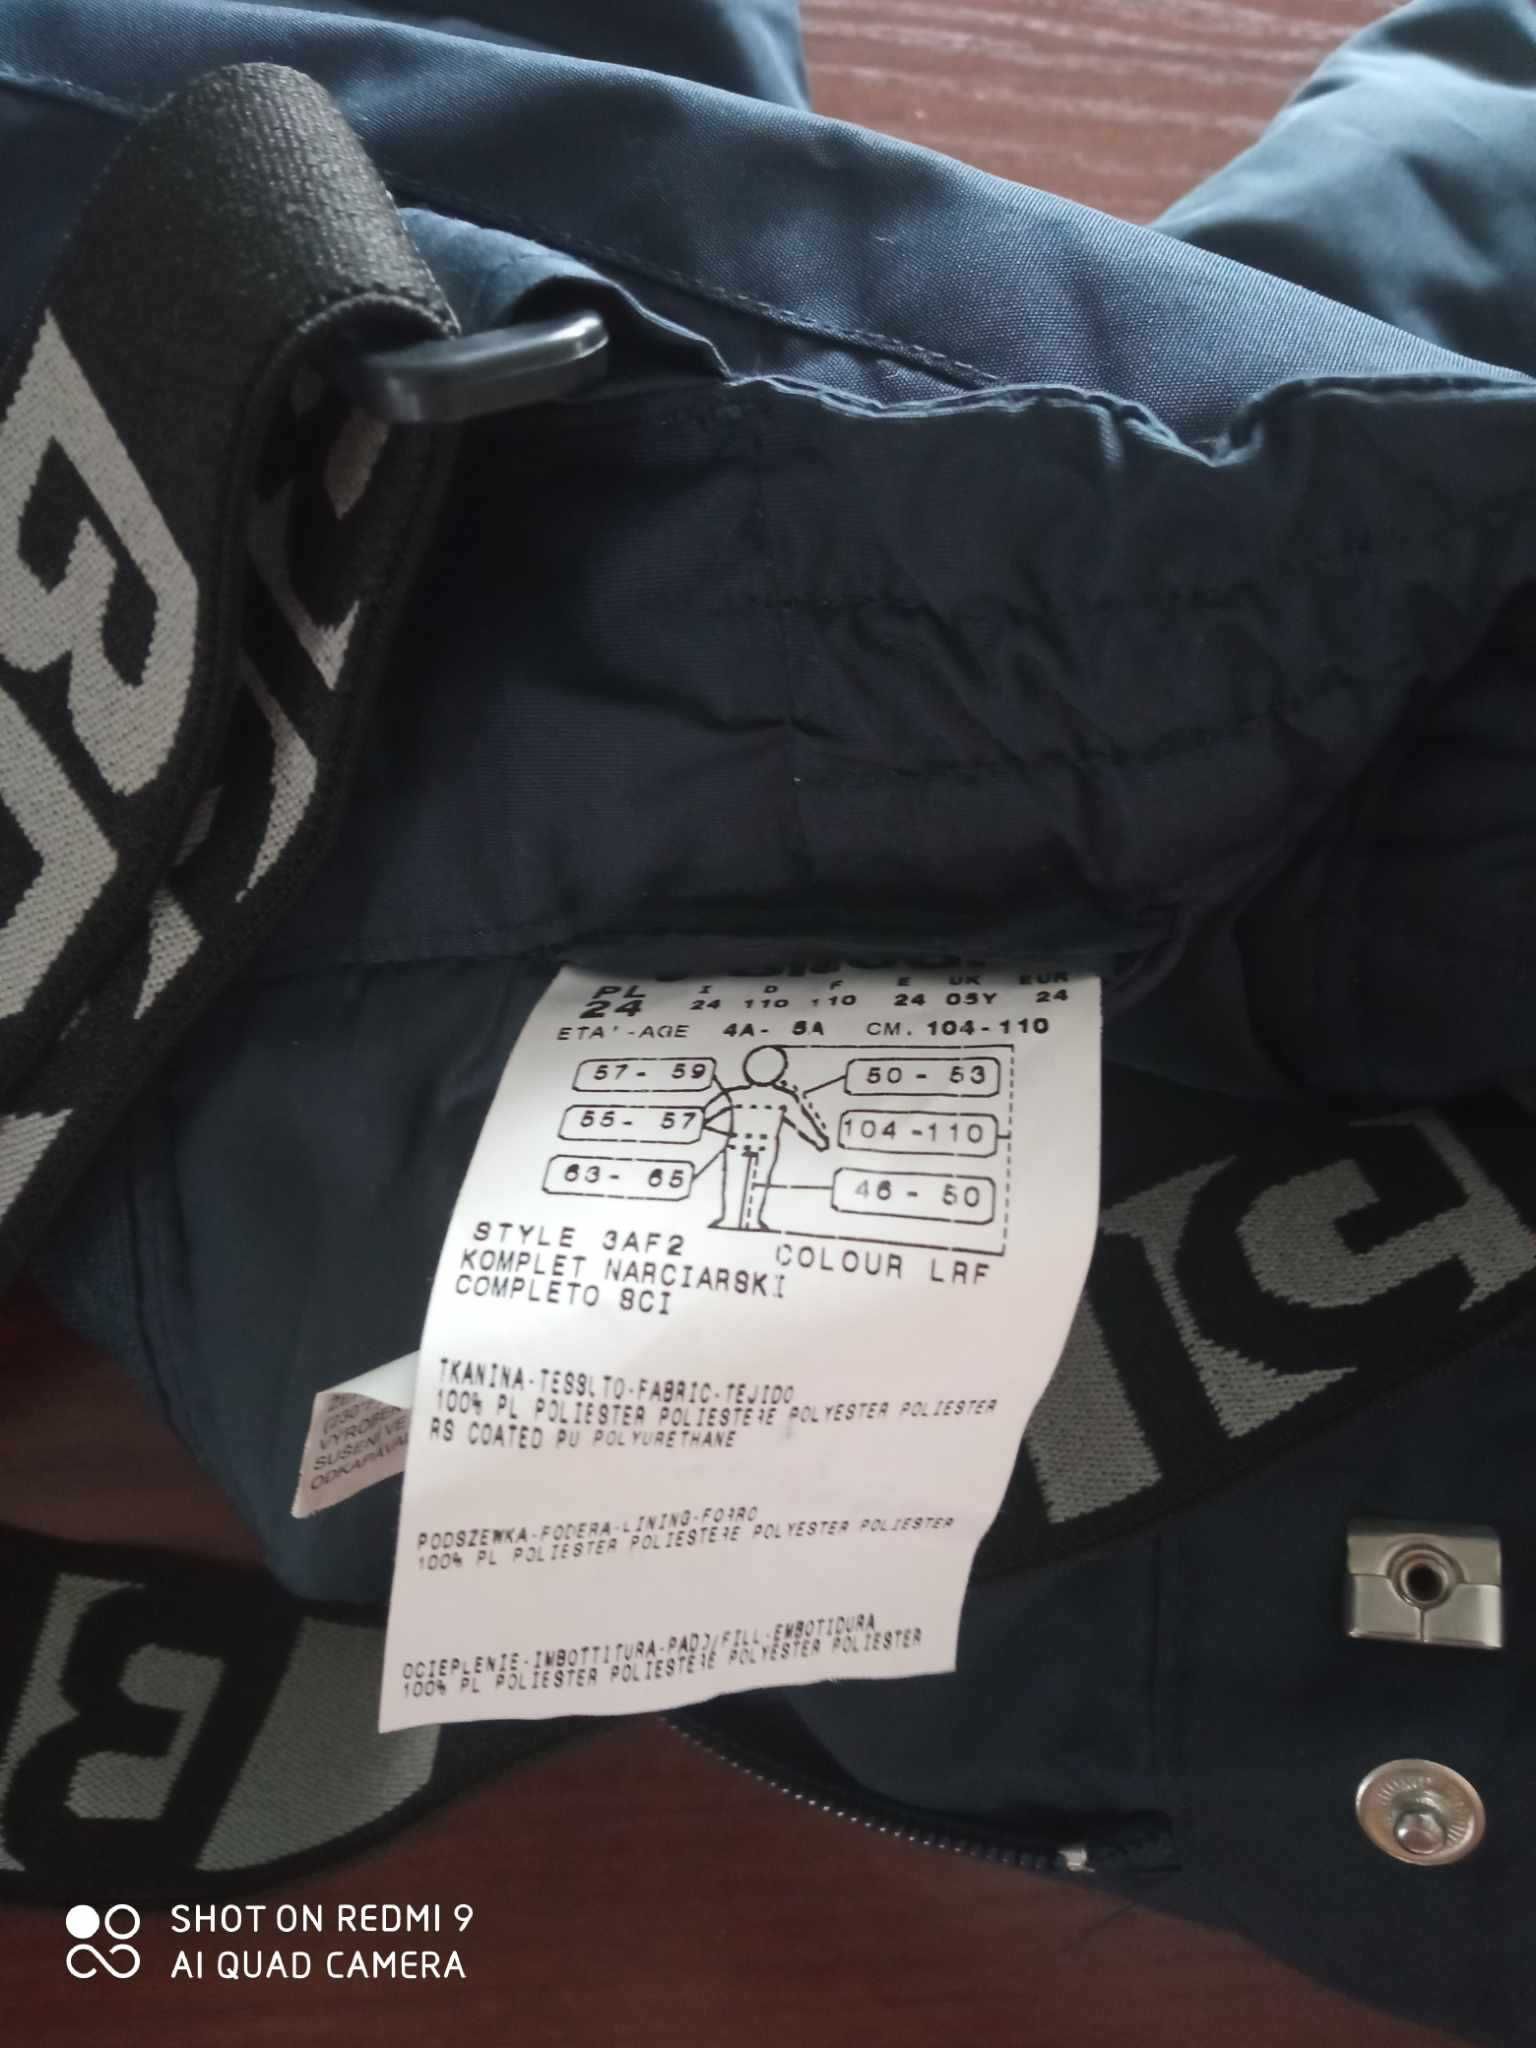 PL I D F E UK EUR
24 24 110 110 24 05Y 24
ETA'-AGE 4A- 5A CM. 104-110
57- 59 50 - 53
55- 57 104 -110
63- 65 46 - 50
STYLE 3AF2 COLOUR LRF
KOMPLET NARCIARSKI
COMPLETO SCI
TKANINA-TESSUTO-FABRIC-TEJIDO
100% PL POLIESTER POLIESTERE POLYESTER POLIESTER
RS COATED PU POLYURETHANE
PODSZEWKA-FODERA-LINING-FORRO
100% PL POLIESTER POLIESTERE POLYESTER POLIESTER
OCIEPLENIE-IMBOTTITURA-PADD/FILL-EMBOTIDURA
100% PL POLIESTER POLIESTERE POLYESTER POLIESTER
SUŠENÍ VE
SHOT ON REDMI 9
AI QUAD CAMERA